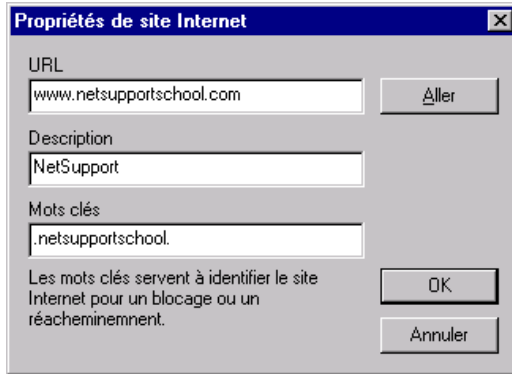 Propriétés de site Internet
URL
www.netsupportschool.com
Aller
Description
NetSupport
Mots clés
.netsupportschool.
Les mots clés servent à identifier le site
Internet pour un blocage ou un
réacheminemnent.
OK
Annuler